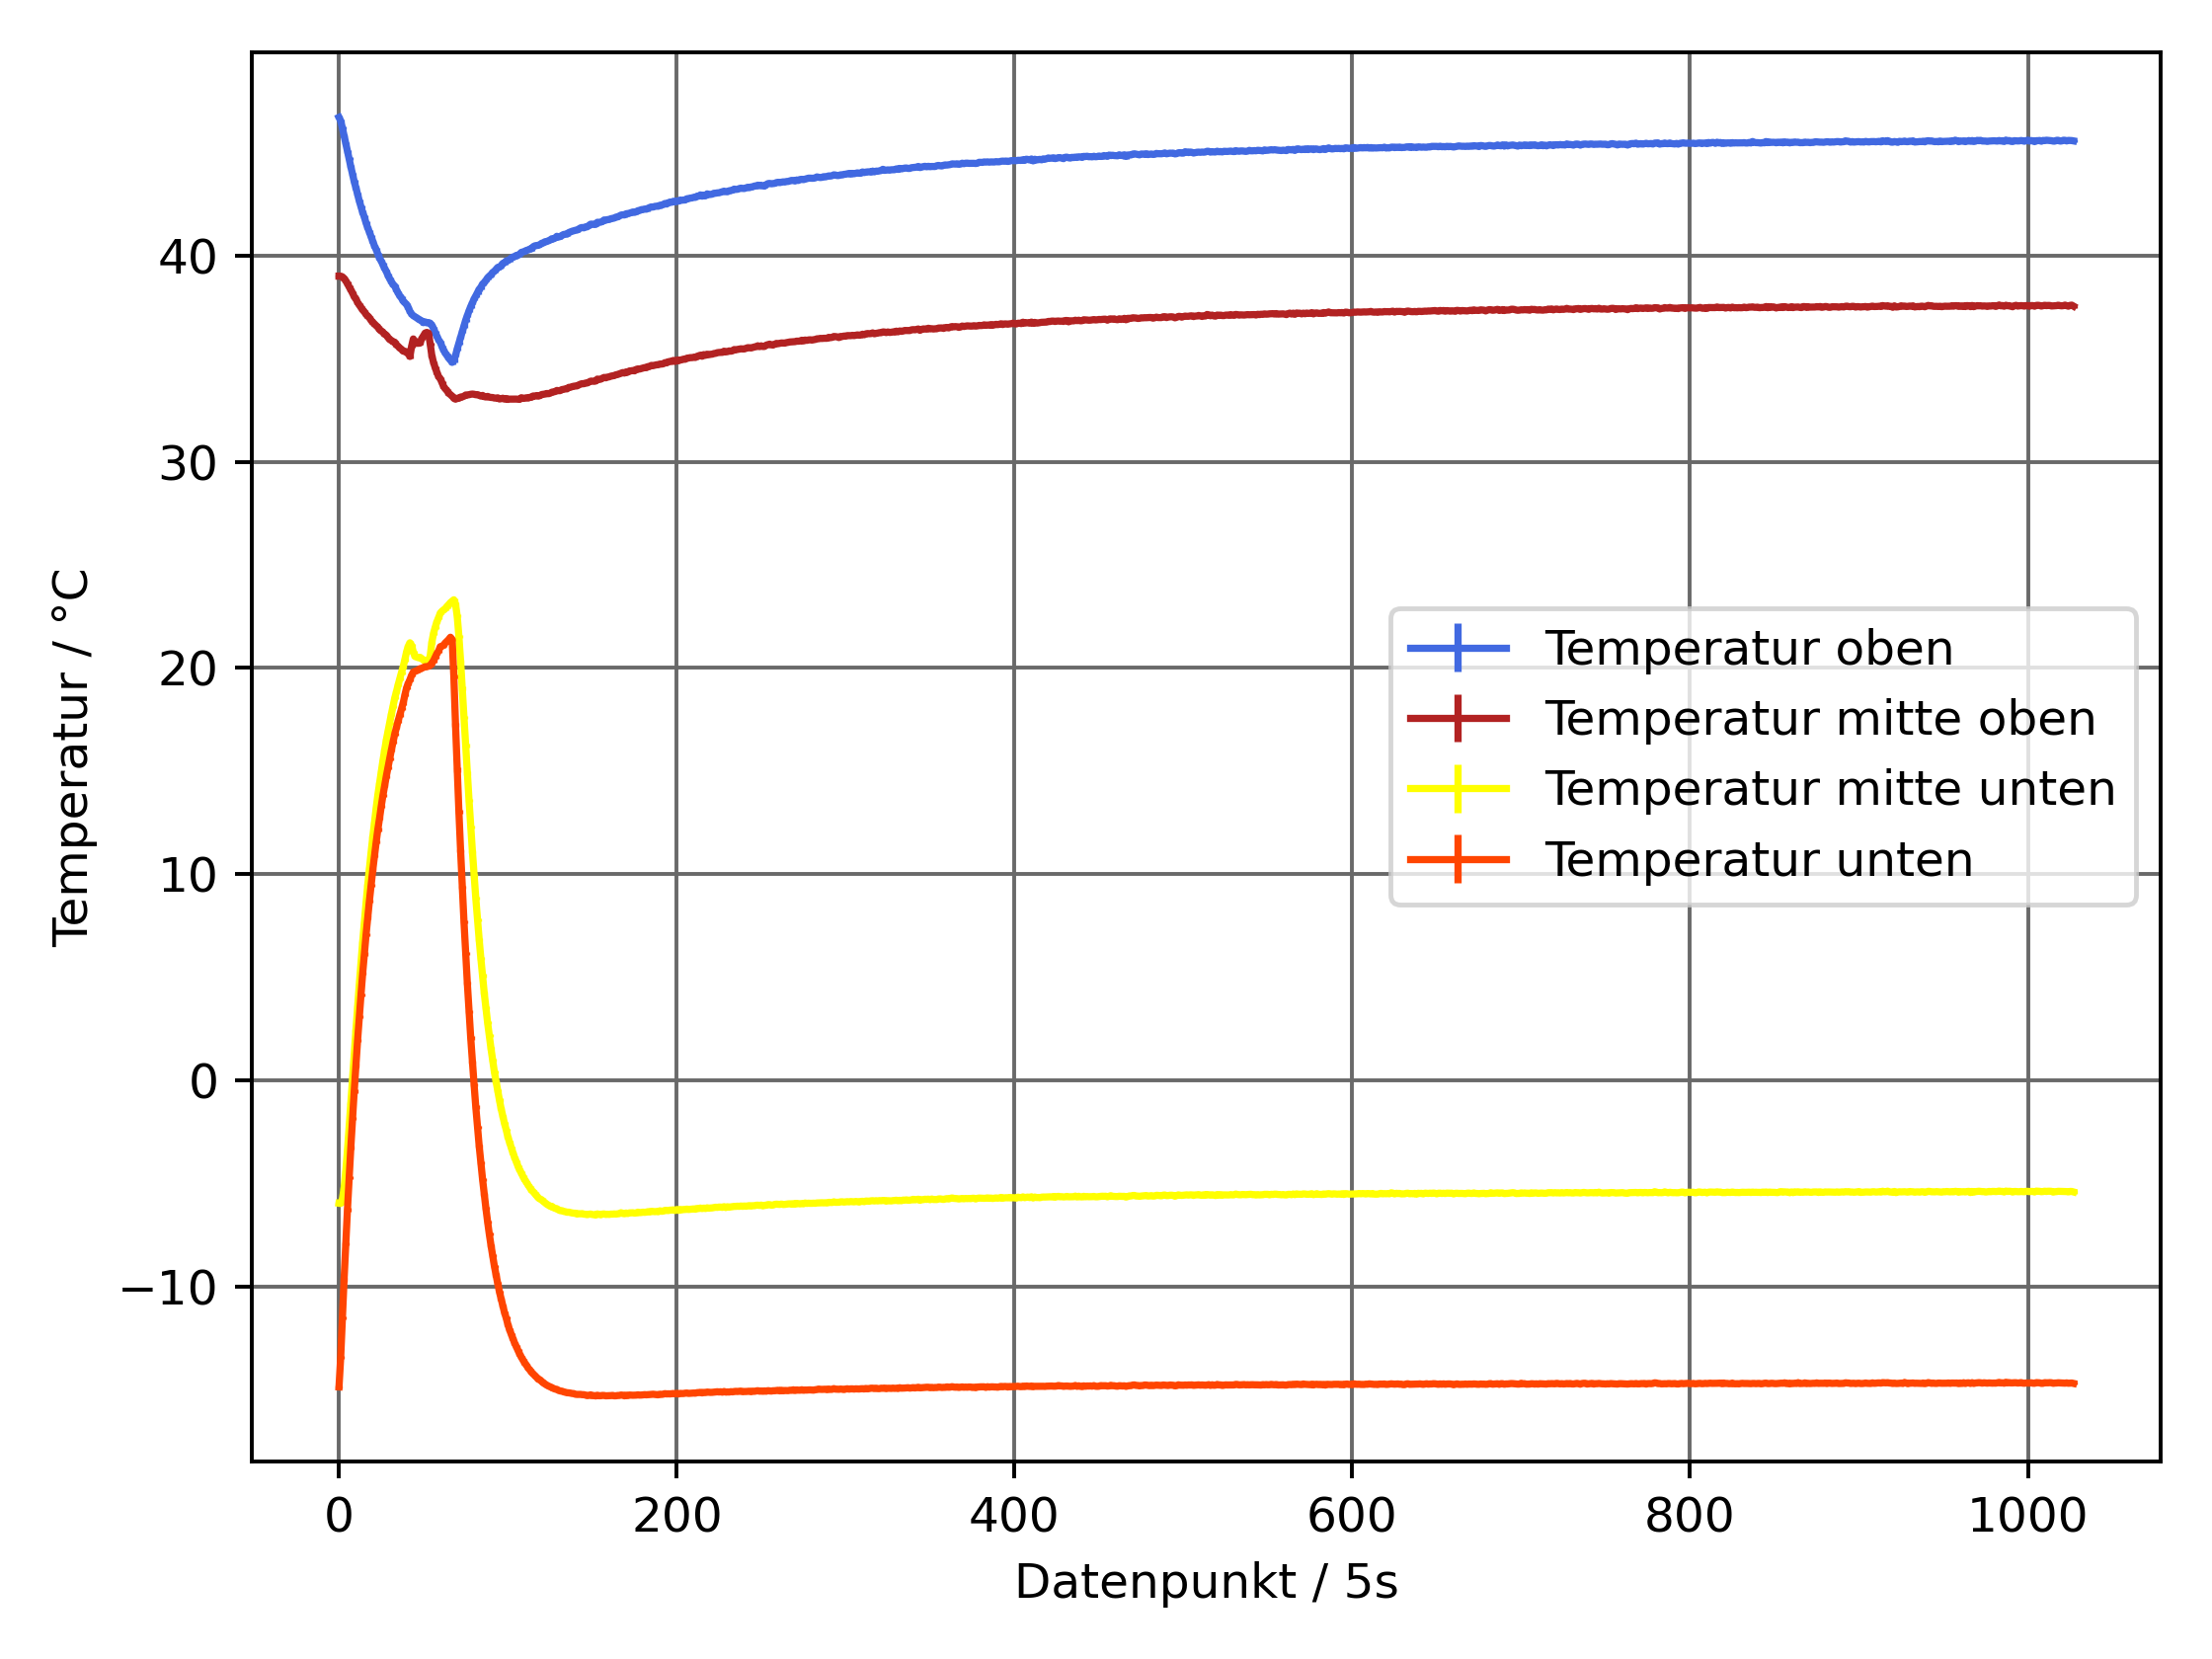 40
30
20
10
0
−10
Temperatur / °C
Temperatur oben
Temperatur mitte oben
Temperatur mitte unten
Temperatur unten
0 200 400 600 800 1000
Datenpunkt / 5s